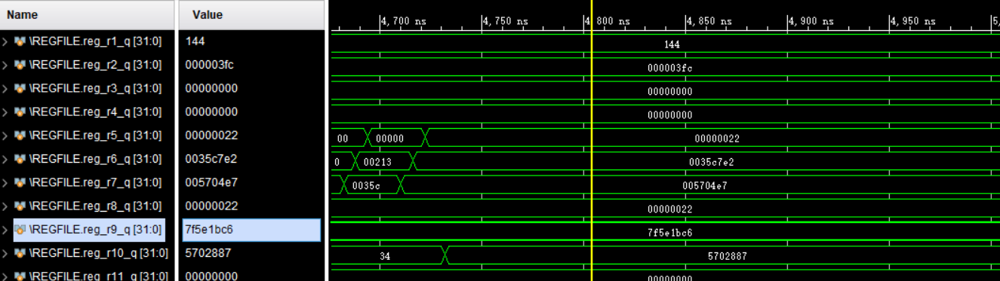 Name Value 4,700 ns 4,750 ns 4,800 ns 4,850 ns 4,900 ns 4,950 ns 5,
\REGFILE.reg_r1_q [31:0] 144 144
\REGFILE.reg_r2_q [31:0] 000003fc 000003fc
\REGFILE.reg_r3_q [31:0] 00000000 00000000
\REGFILE.reg_r4_q [31:0] 00000000 00000000
\REGFILE.reg_r5_q [31:0] 00000022 00 00000 00000022
\REGFILE.reg_r6_q [31:0] 0035c7e2 0 00213 0035c7e2
\REGFILE.reg_r7_q [31:0] 005704e7 0035c 005704e7
\REGFILE.reg_r8_q [31:0] 00000022 00000022
\REGFILE.reg_r9_q [31:0] 7f5e1bc6 7f5e1bc6
\REGFILE.reg_r10_q [31:0] 5702887 34 5702887
\REGFILE.reg_r11_q [31:0] 00000000 00000000